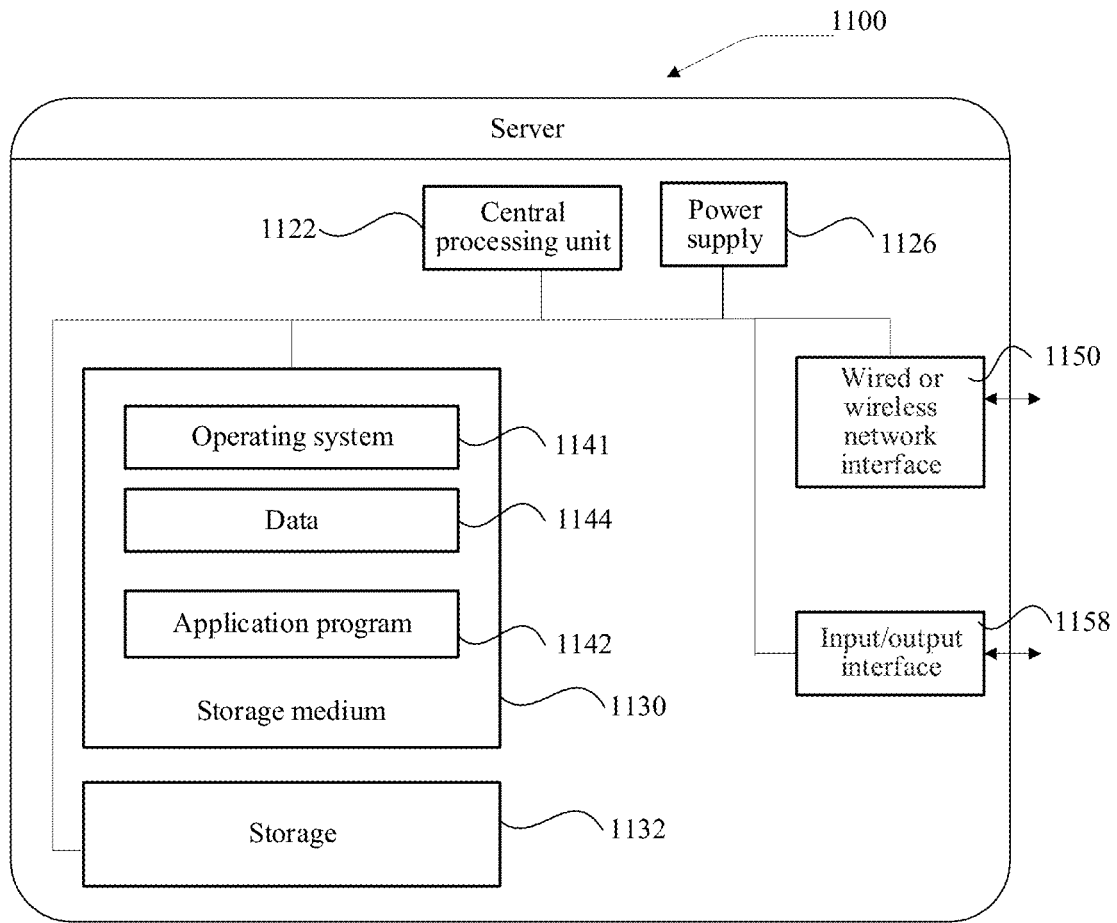 1100
Server
Central
processing unit
1122
Power
supply
1126
Wired or
wireless
network
interface
1150
Operating system
1141
Data
1144
Application program
1142
Storage medium
1130
Input/output
interface
1158
Storage
1132